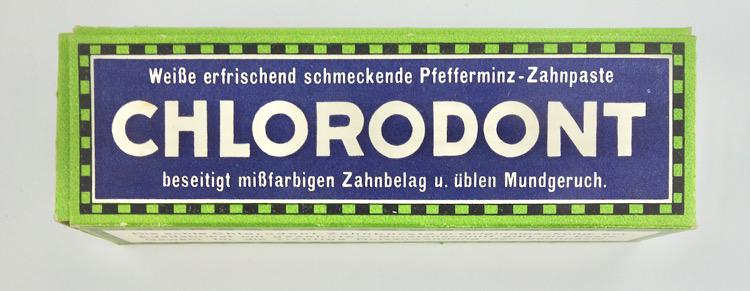 Weiße erfrischend schmeckende Pfefferminz-Zahnpaste
CHLORODONT
beseitigt mißfarbigen Zahnbelag u. üblen Mundgeruch.